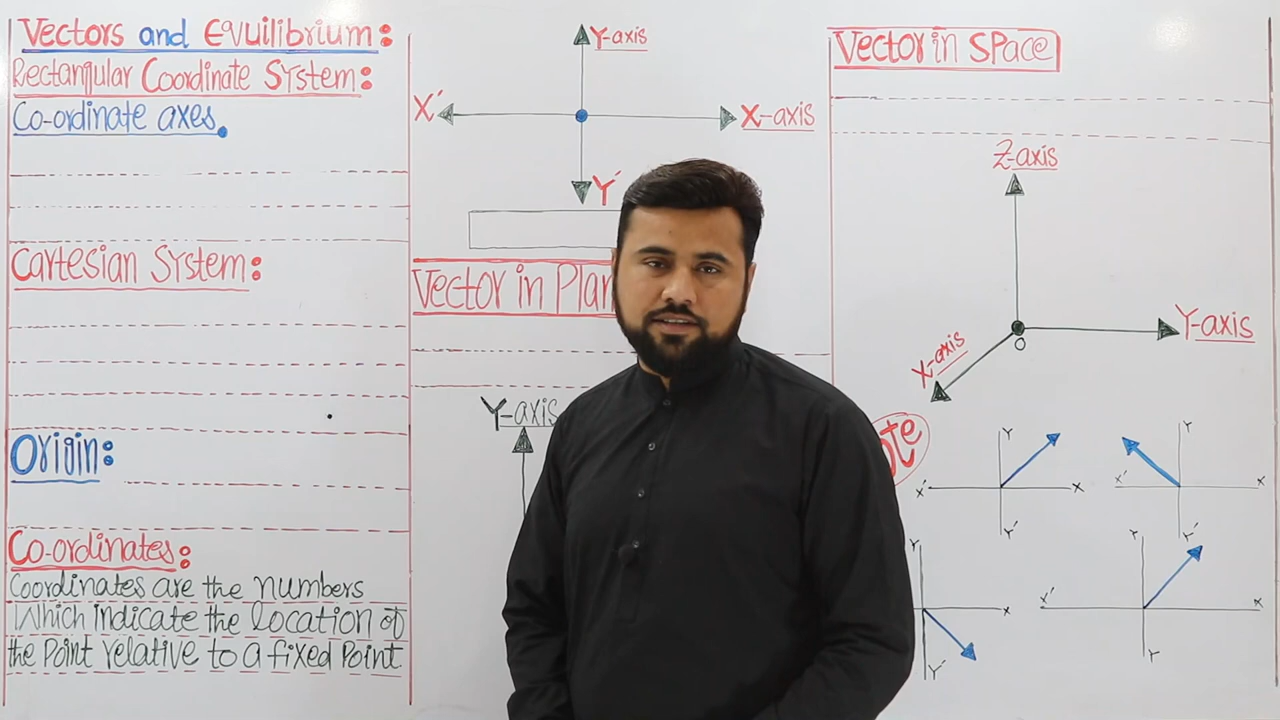 Vectors and Equilibrium:
Rectangular Coordinate System:
Co-ordinate axes.
Cartesian System:
Origin:
Co-ordinates:
Coordinates are the numbers
Which indicate the location of
the Point relative to a fixed Point
Y-axis
X′
X-axis
Y′
Vector in Plan
Y-axis
Vector in Space
Z-axis
Y-axis
X-axis
O
ote
Y
X′
X
Y′
Y
X′
X
Y′
Y
X
Y′
Y
X′
X
Y